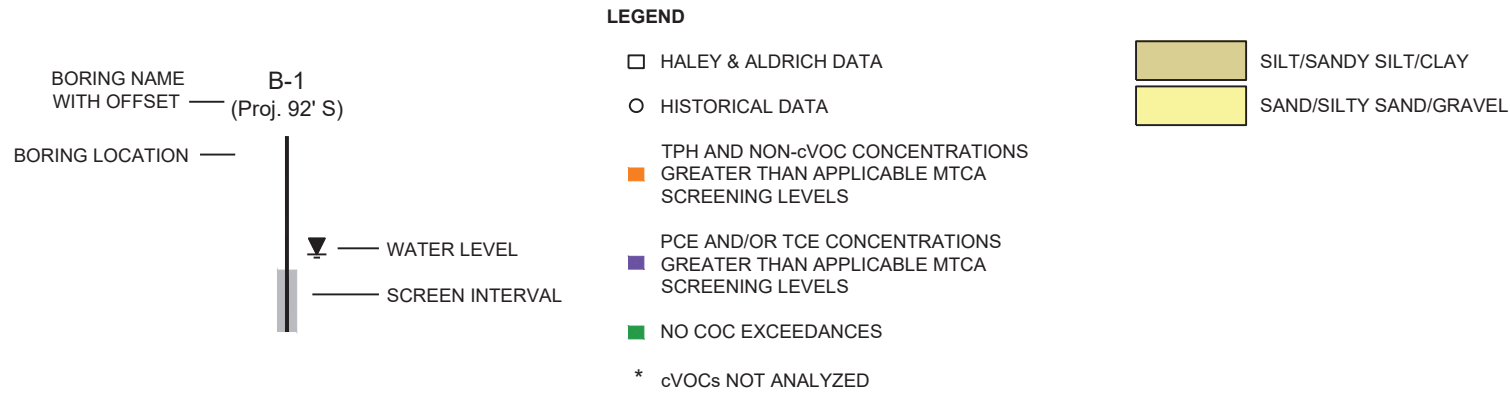 LEGEND
BORING NAME
WITH OFFSET
B-1
(Proj. 92' S)
BORING LOCATION
WATER LEVEL
SCREEN INTERVAL
HALEY & ALDRICH DATA
HISTORICAL DATA
TPH AND NON-cVOC CONCENTRATIONS
GREATER THAN APPLICABLE MTCA
SCREENING LEVELS
PCE AND/OR TCE CONCENTRATIONS
GREATER THAN APPLICABLE MTCA
SCREENING LEVELS
NO COC EXCEEDANCES
* cVOCs NOT ANALYZED
SILT/SANDY SILT/CLAY
SAND/SILTY SAND/GRAVEL